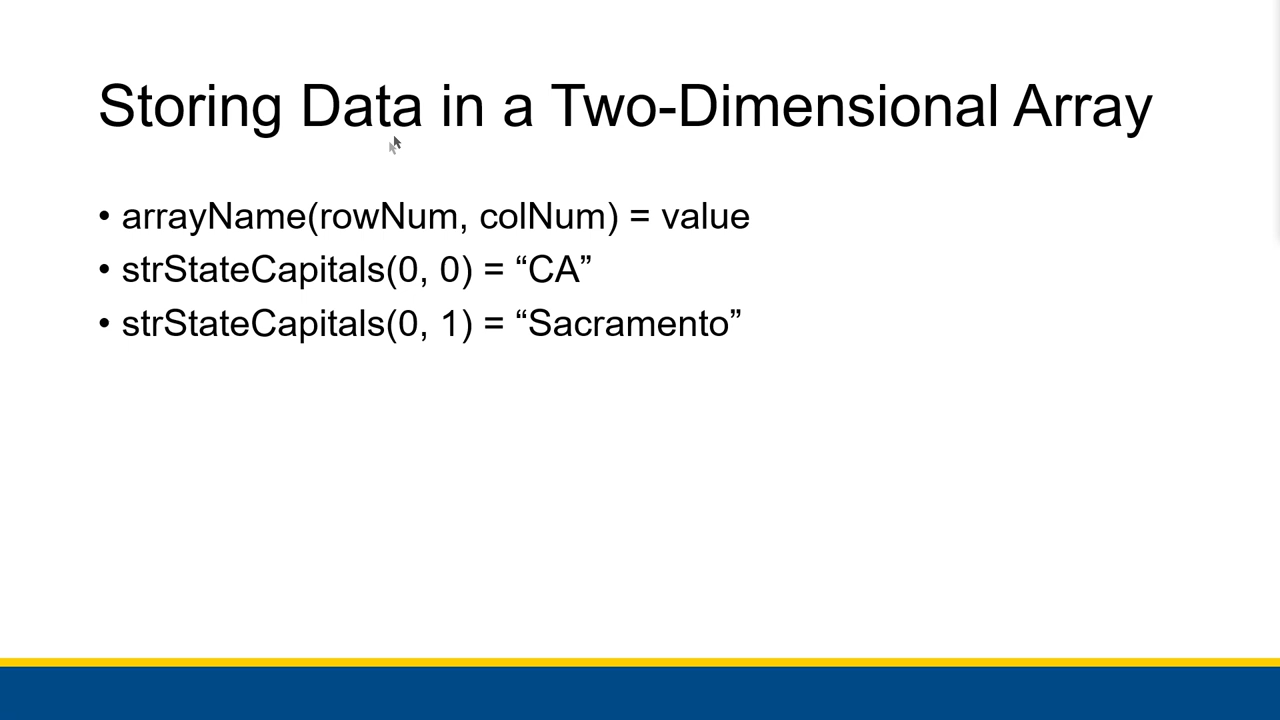 Storing Data in a Two-Dimensional Array
• arrayName(rowNum, colNum) = value
• strStateCapitals(0, 0) = “CA”
• strStateCapitals(0, 1) = “Sacramento”